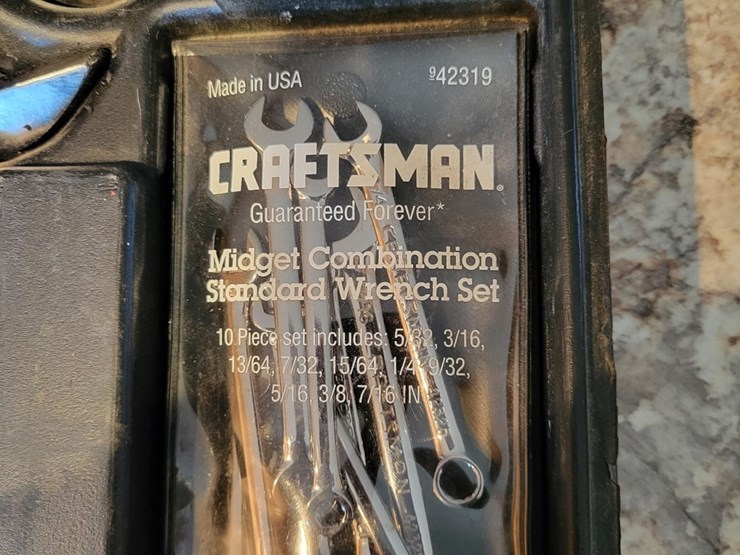 Made in USA
942319
CRAFTSMAN®
Guaranteed Forever*
Midget Combination
Standard Wrench Set
10 Piece set includes: 5/32, 3/16,
13/64, 7/32, 15/64, 1/4, 9/32,
5/16, 3/8, 7/16 IN